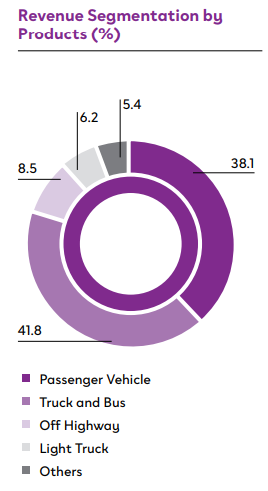 Revenue Segmentation by
Products (%)
5.4
6.2
38.1
8.5
41.8
Passenger Vehicle
Truck and Bus
Off Highway
Light Truck
Others